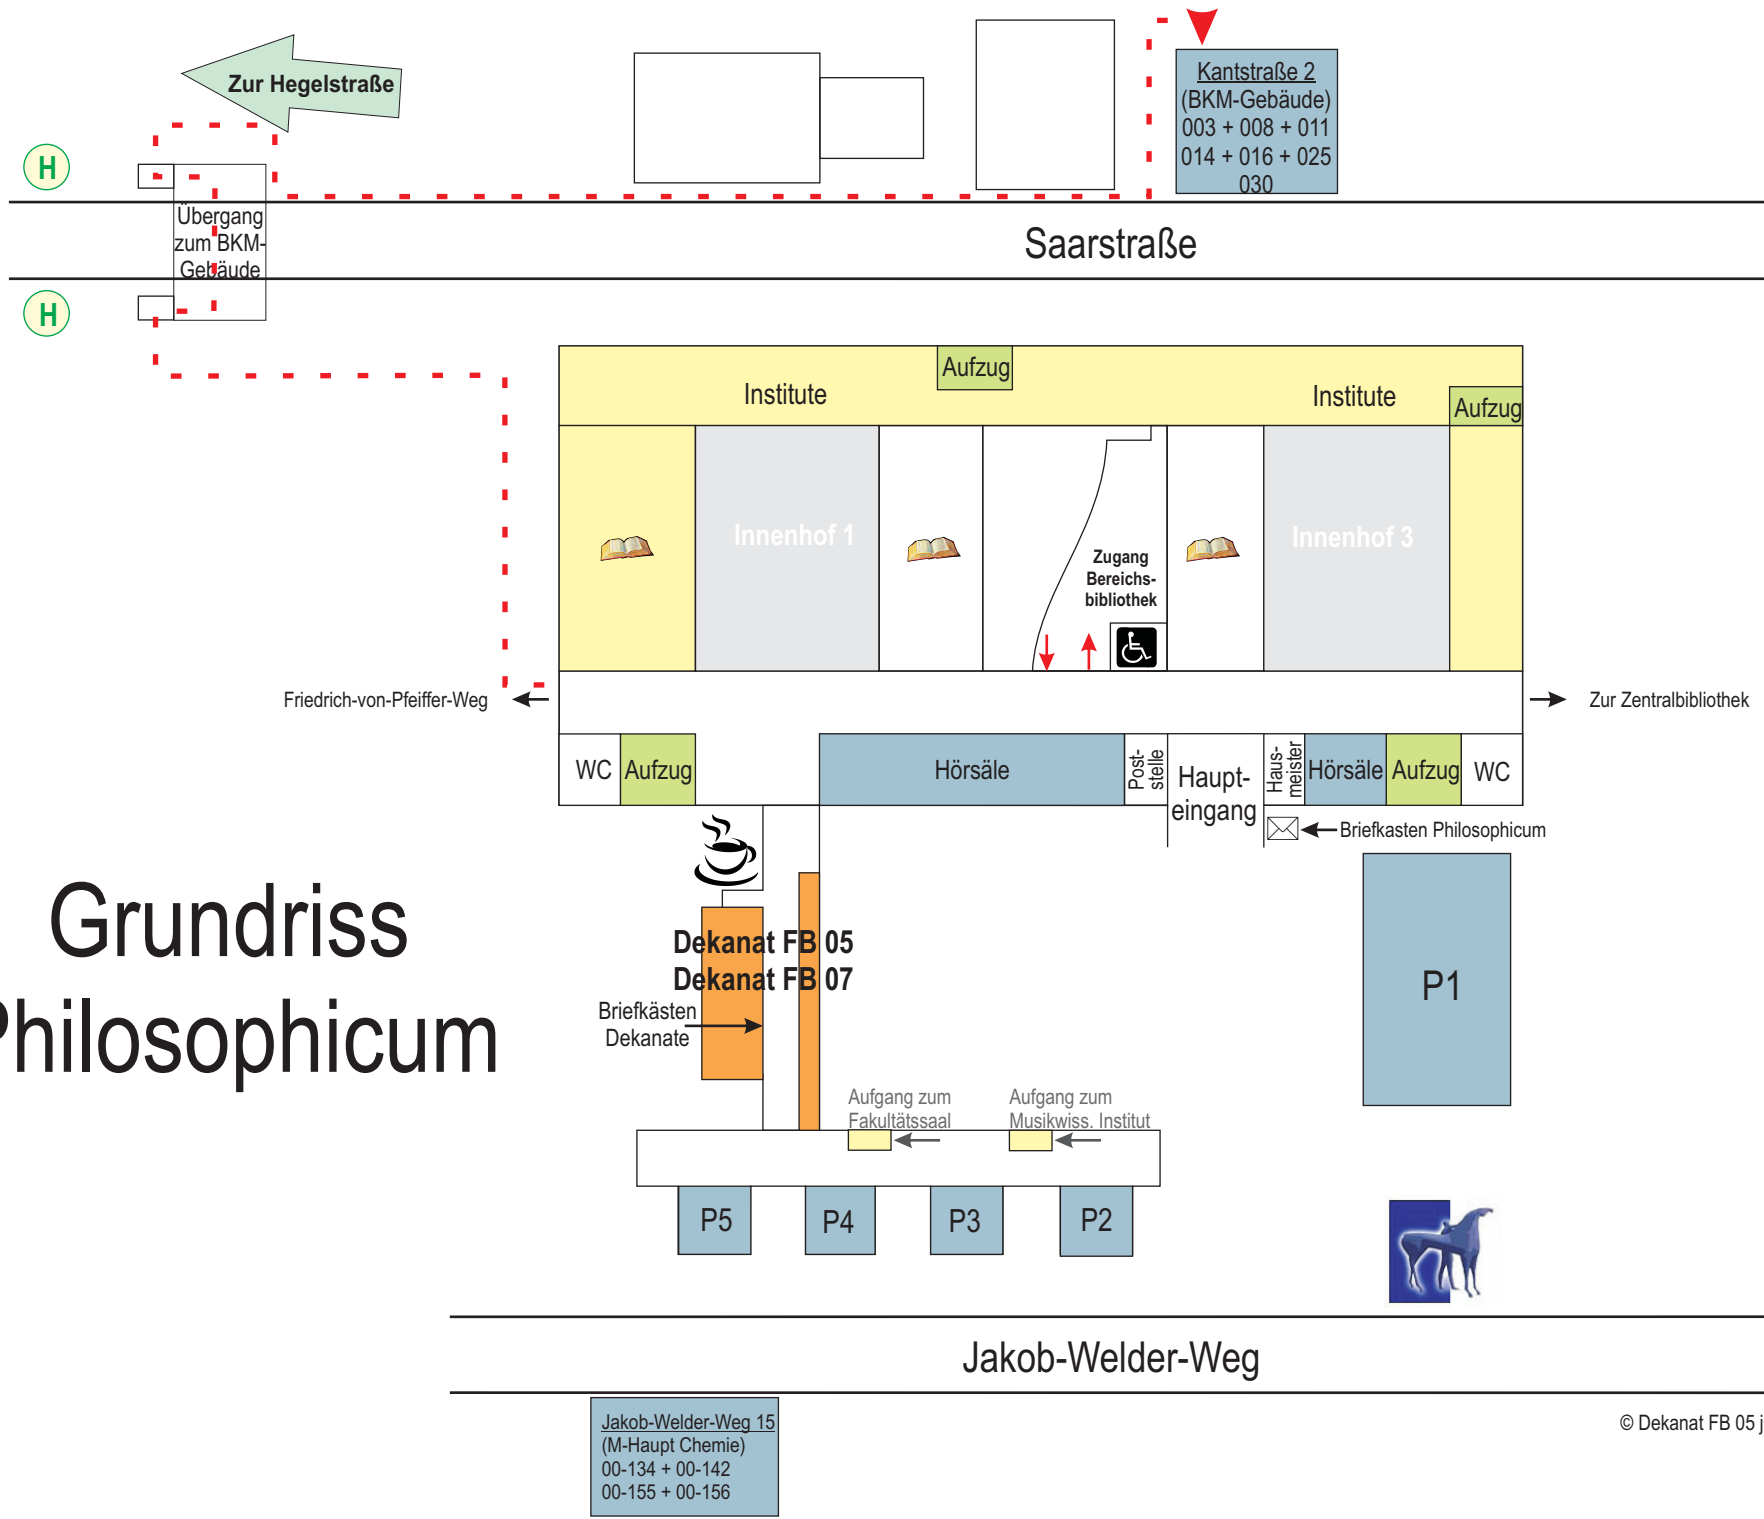 Zur Hegelstraße
Kantstraße 2
(BKM-Gebäude)
003 + 008 + 011
014 + 016 + 025
030
H
Übergang
zum BKM-
Gebäude
Saarstraße
H
Aufzug
Institute
Institute
Aufzug
Innenhof 1
Innenhof 3
Zugang
Bereichs-
bibliothek
Friedrich-von-Pfeiffer-Weg
Zur Zentralbibliothek
WC
Aufzug
Hörsäle
Post-
stelle
Haupt-
eingang
Haus-
meister
Hörsäle
Aufzug
WC
Briefkasten Philosophicum
Grundriss
Philosophicum
Dekanat FB 05
Dekanat FB 07
Briefkästen
Dekanate
P1
Aufgang zum
Fakultätssaal
Aufgang zum
Musikwiss. Institut
P5
P4
P3
P2
Jakob-Welder-Weg
Jakob-Welder-Weg 15
(M-Haupt Chemie)
00-134 + 00-142
00-155 + 00-156
© Dekanat FB 05 j